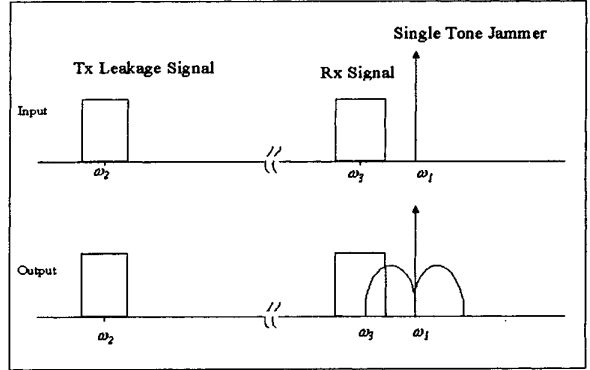 Single Tone Jammer
Tx Leakage Signal
Rx Signal
Input
ω₂
ω₃
ω₁
Output
ω₂
ω₃
ω₁